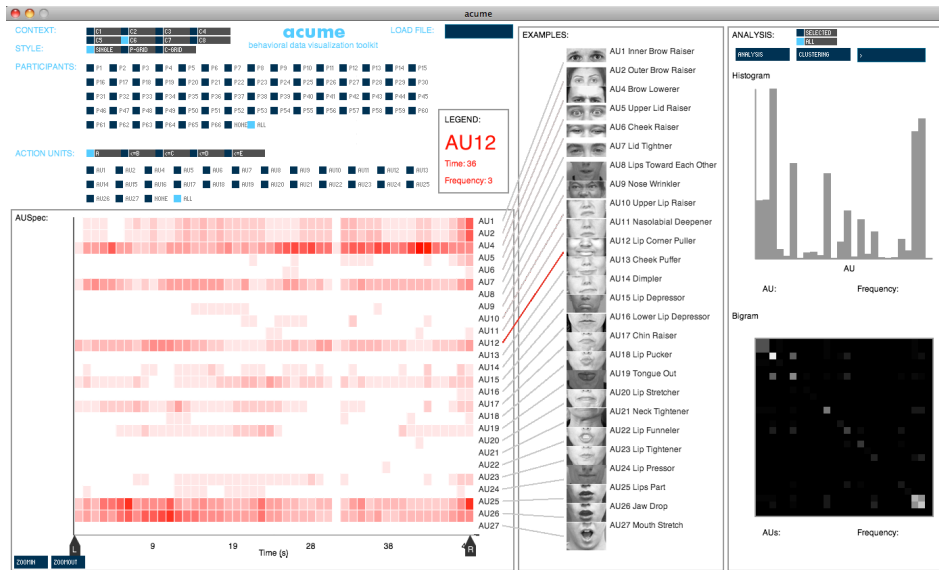 acume
CONTEXT: C1 C2 C3 C4
C5 C6 C7 C8
STYLE: SINGLE P-GRID C-GRID
acume
behavioral data visualization toolkit
LOAD FILE:
PARTICIPANTS: P1 P2 P3 P4 P5 P6 P7 P8 P9 P10 P11 P12 P13 P14 P15
P16 P17 P18 P19 P20 P21 P22 P23 P24 P25 P26 P27 P28 P29 P30
P31 P32 P33 P34 P35 P36 P37 P38 P39 P40 P41 P42 P43 P44 P45
P46 P47 P48 P49 P50 P51 P52 P53 P54 P55 P56 P57 P58 P59 P60
P61 P62 P63 P64 P65 P66 NONE ALL
LEGEND:
AU12
Time: 36
Frequency: 3
ACTION UNITS: A <=B <=C <=D <=E
AU1 AU2 AU4 AU5 AU6 AU7 AU8 AU9 AU10 AU11 AU12 AU13
AU14 AU15 AU16 AU17 AU18 AU19 AU20 AU21 AU22 AU23 AU24 AU25
AU26 AU27 NONE ALL
AUSpec:
AU1
AU2
AU4
AU5
AU6
AU7
AU8
AU9
AU10
AU11
AU12
AU13
AU14
AU15
AU16
AU17
AU18
AU19
AU20
AU21
AU22
AU23
AU24
AU25
AU26
AU27
L 9 19 28 38 R
Time (s)
ZOOMIN ZOOMOUT
EXAMPLES:
AU1 Inner Brow Raiser
AU2 Outer Brow Raiser
AU4 Brow Lowerer
AU5 Upper Lid Raiser
AU6 Cheek Raiser
AU7 Lid Tightner
AU8 Lips Toward Each Other
AU9 Nose Wrinkler
AU10 Upper Lip Raiser
AU11 Nasolabial Deepener
AU12 Lip Corner Puller
AU13 Cheek Puffer
AU14 Dimpler
AU15 Lip Depressor
AU16 Lower Lip Depressor
AU17 Chin Raiser
AU18 Lip Pucker
AU19 Tongue Out
AU20 Lip Stretcher
AU21 Neck Tightener
AU22 Lip Funneler
AU23 Lip Tightener
AU24 Lip Pressor
AU25 Lips Part
AU26 Jaw Drop
AU27 Mouth Stretch
ANALYSIS: SELECTED
ALL
ANALYSIS CLUSTERING >
Histogram
AU
AU: Frequency:
Bigram
AUs: Frequency: